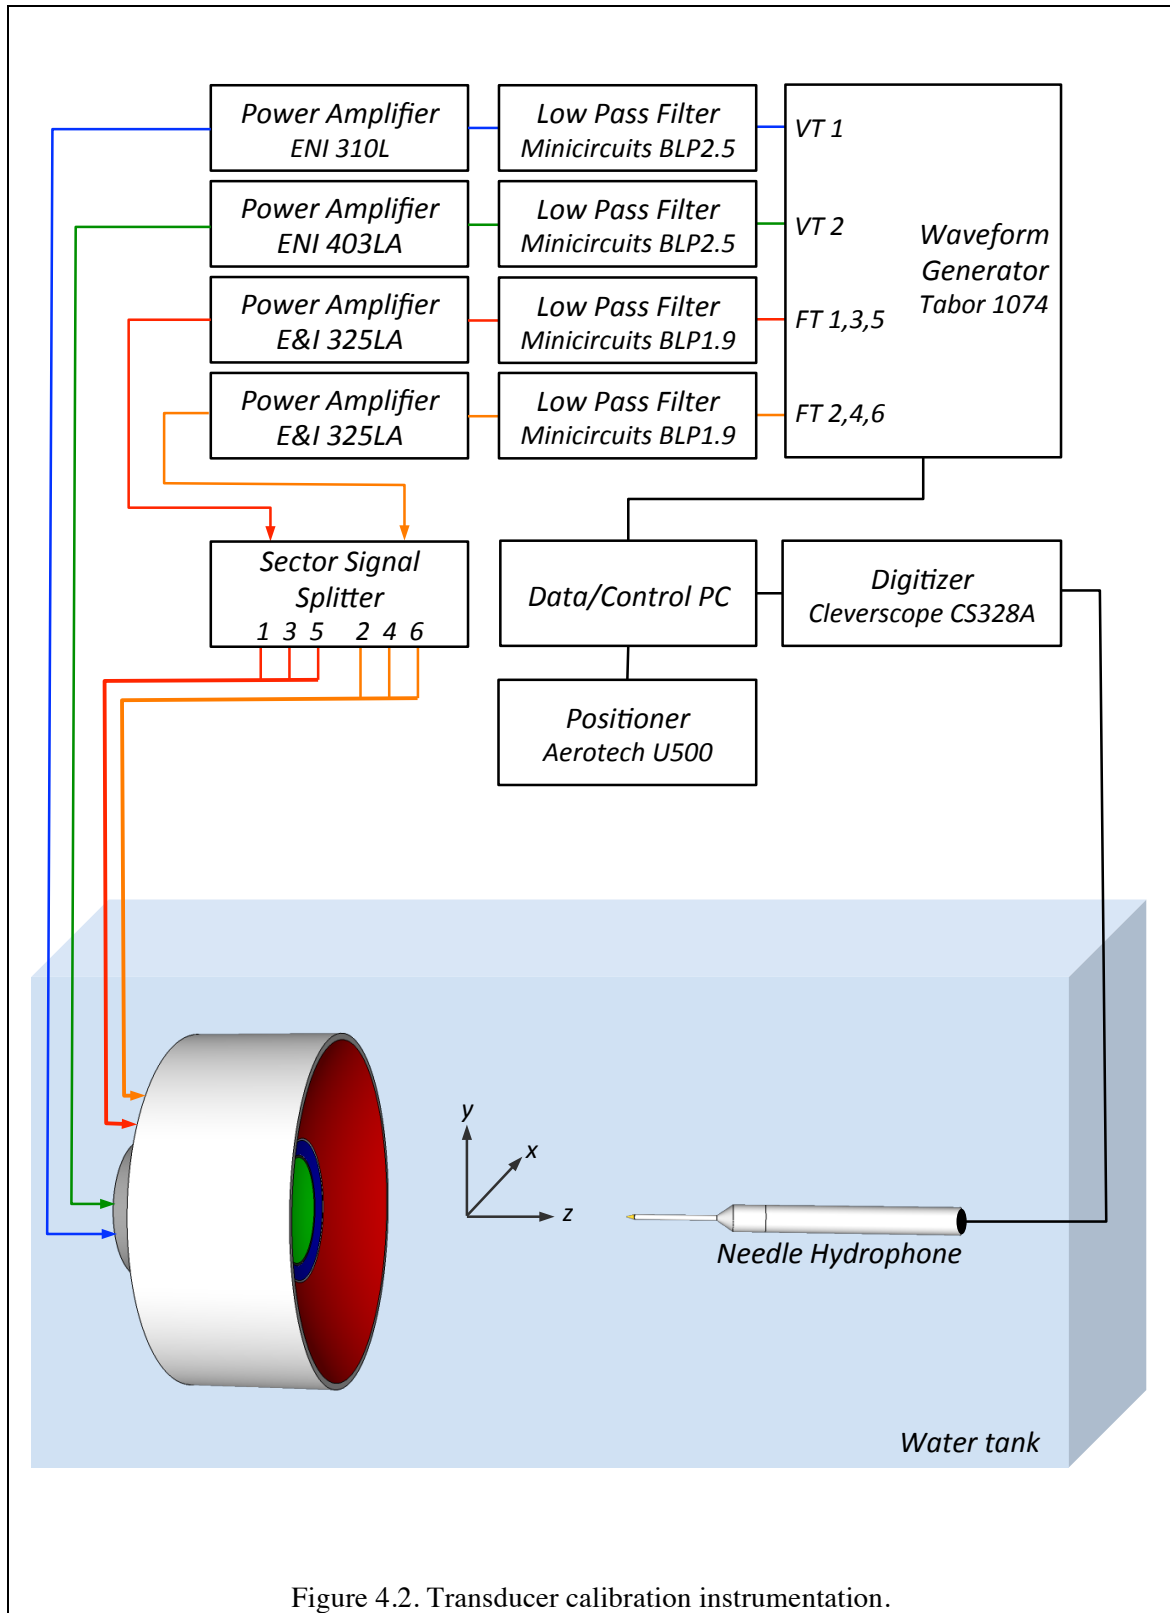 Power Amplifier
ENI 310L
Low Pass Filter
Minicircuits BLP2.5
VT 1
Power Amplifier
ENI 403LA
Low Pass Filter
Minicircuits BLP2.5
VT 2
Waveform
Generator
Tabor 1074
Power Amplifier
E&I 325LA
Low Pass Filter
Minicircuits BLP1.9
FT 1,3,5
Power Amplifier
E&I 325LA
Low Pass Filter
Minicircuits BLP1.9
FT 2,4,6
Sector Signal
Splitter
1 3 5 2 4 6
Data/Control PC
Digitizer
Cleverscope CS328A
Positioner
Aerotech U500
y
x
z
Needle Hydrophone
Water tank
Figure 4.2. Transducer calibration instrumentation.